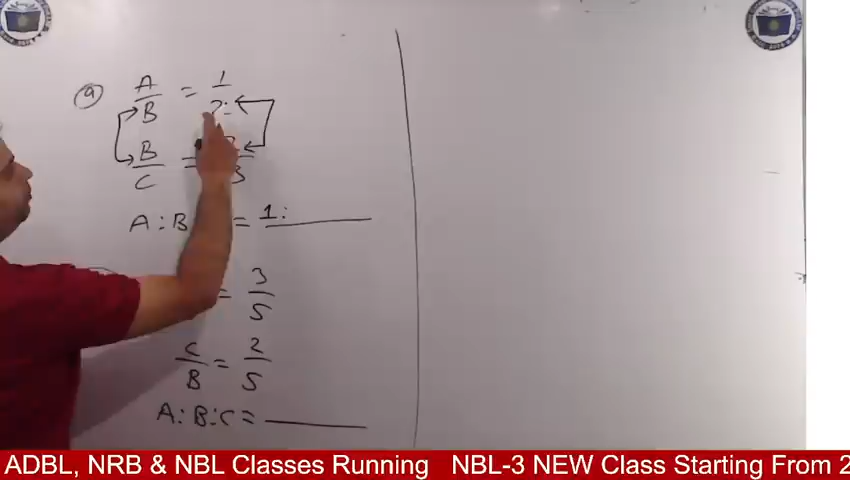 a A/B = 1/2:
B/C = /3
A:B = 1:
= 3/5
C/B = 2/5
A:B:C =
ADBL, NRB & NBL Classes Running NBL-3 NEW Class Starting From 2